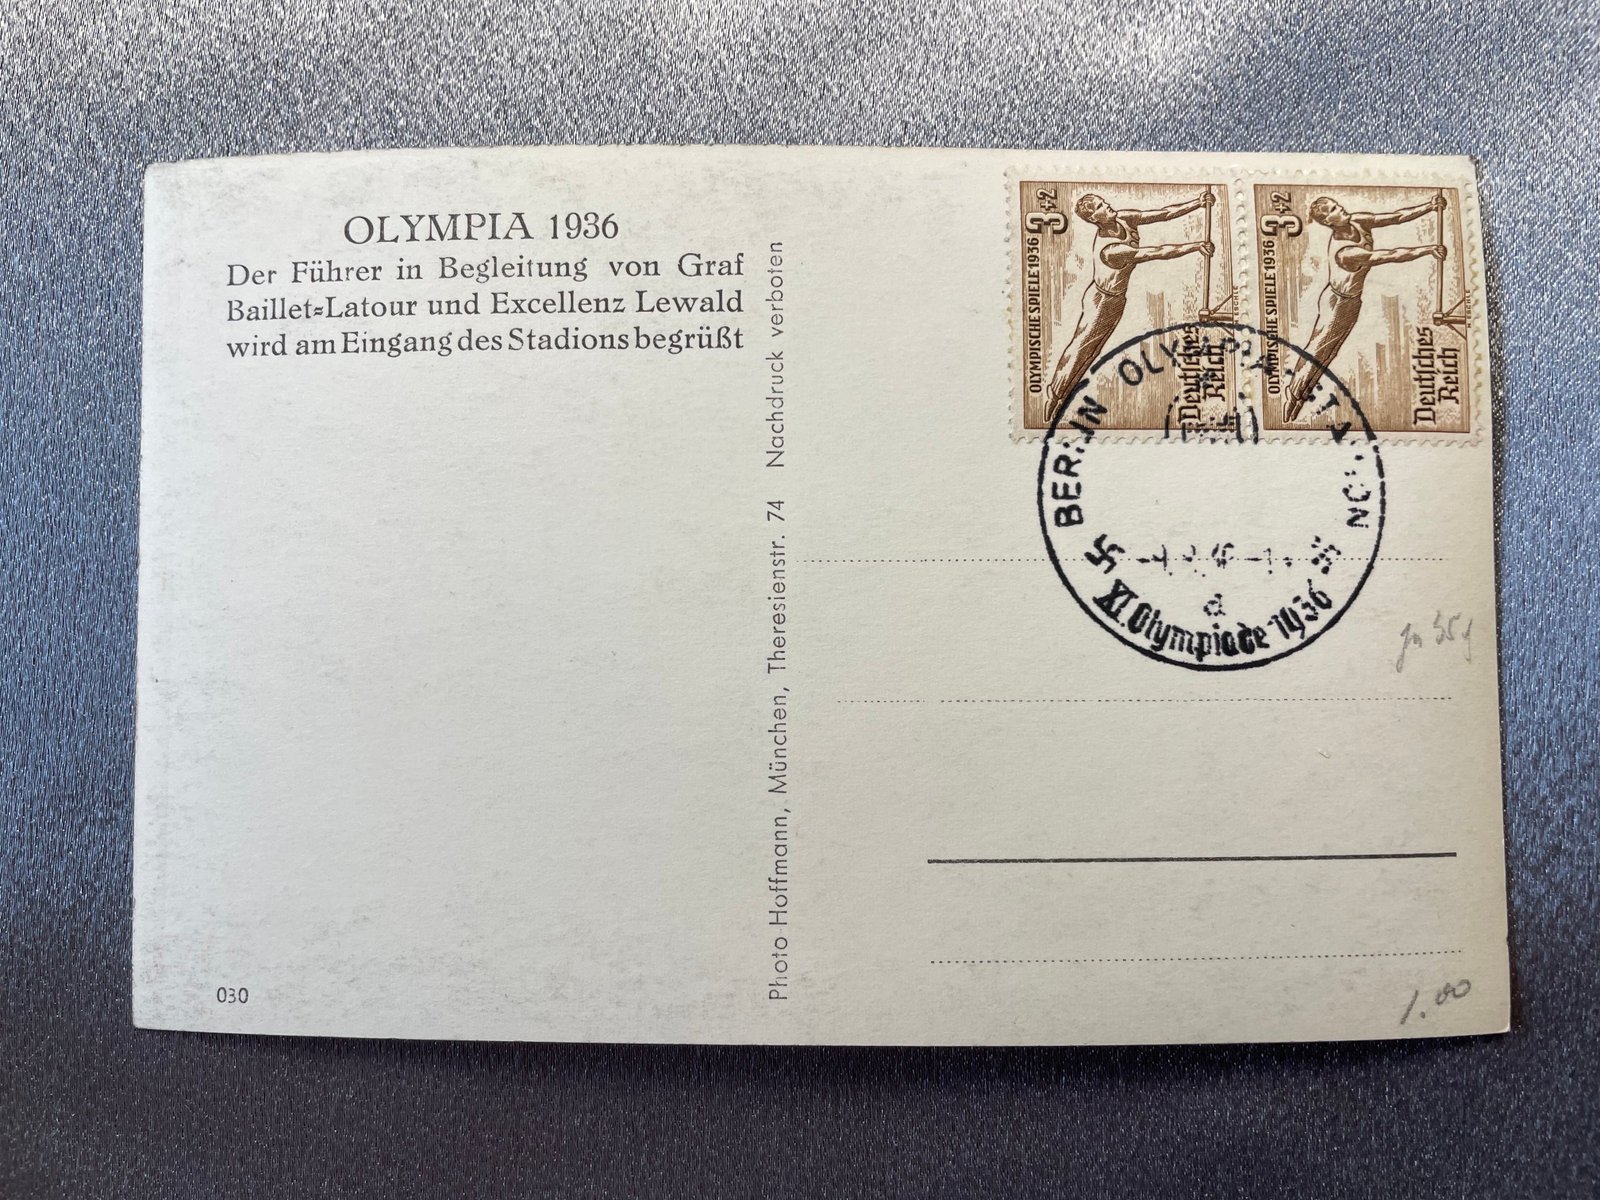 OLYMPIA 1936
Der Führer in Begleitung von Graf
Baillet=Latour und Excellenz Lewald
wird am Eingang des Stadions begrüßt
030
Photo-Hoffmann, München, Theresienstr. 74 Nachdruck verboten
3+2
OLYMPISCHE SPIELE 1936
Deutsches
Reich
3+2
OLYMPISCHE SPIELE 1936
Deutsches
Reich
BERLIN
a
XI. Olympiade 1936
1.00